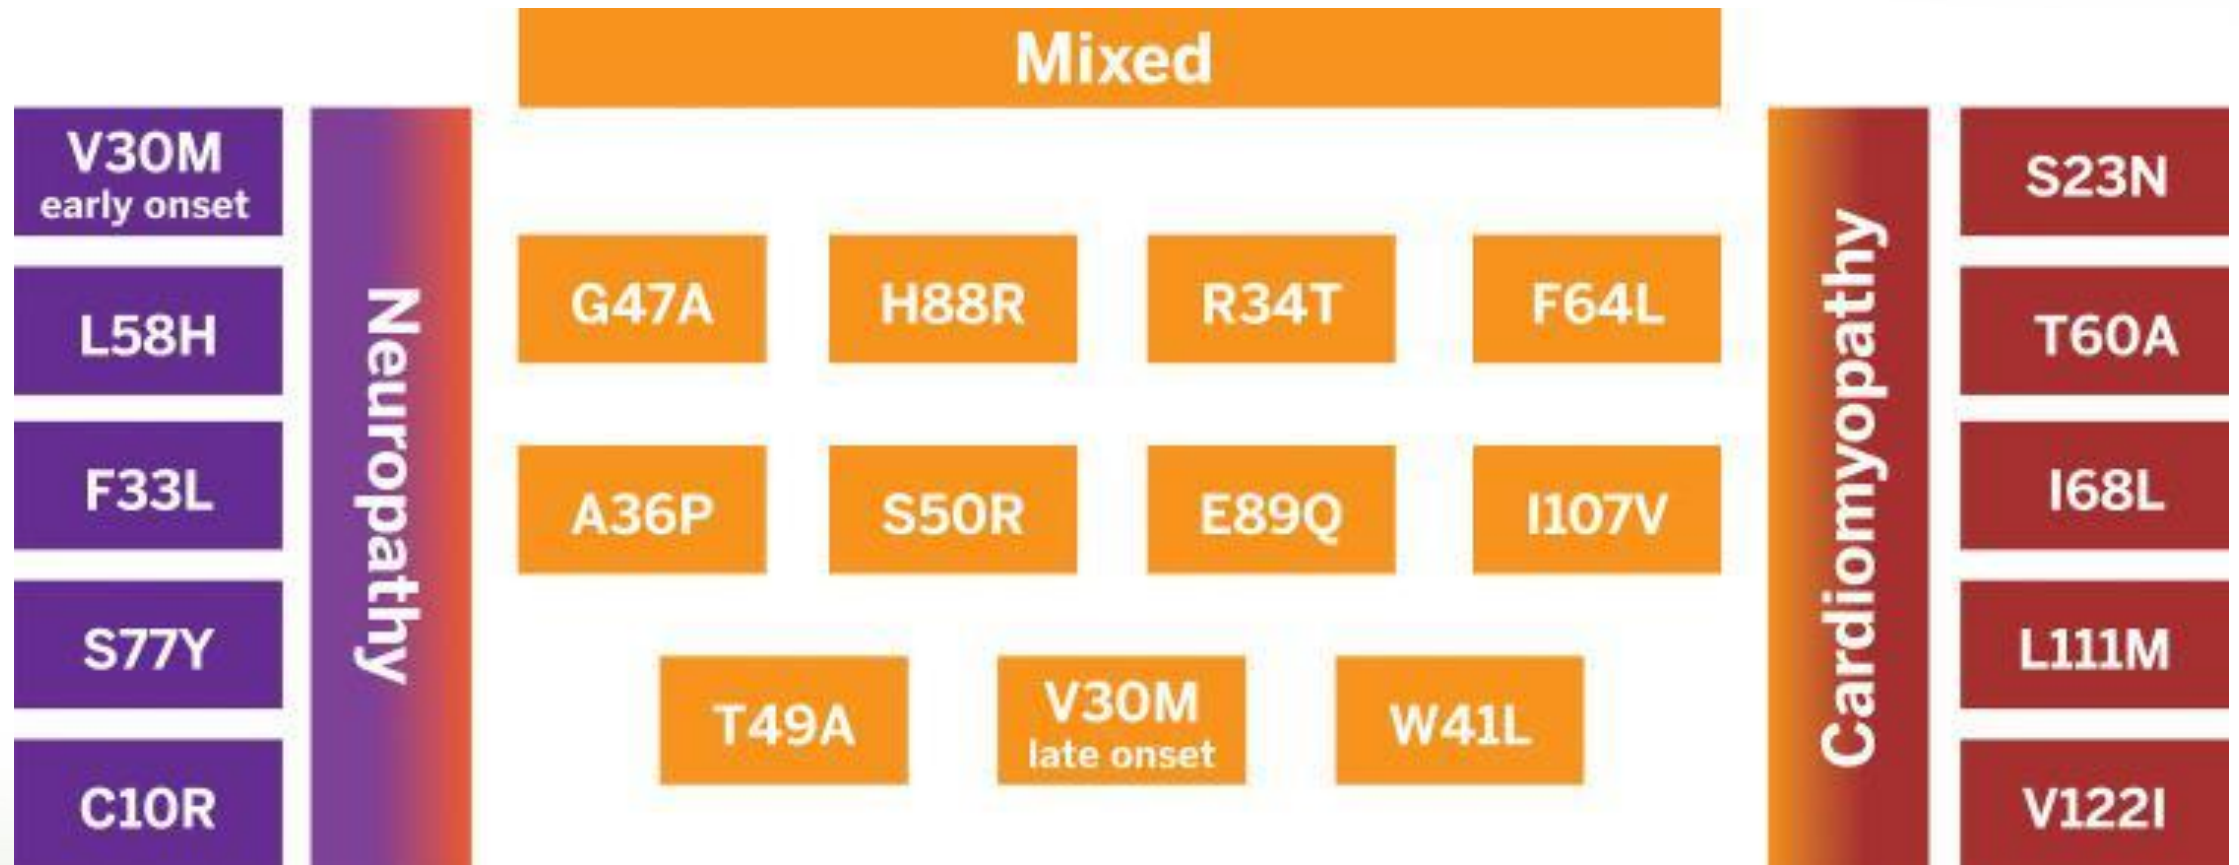 Mixed
V30M
early onset
L58H
F33L
S77Y
C10R
Neuropathy
G47A
H88R
R34T
F64L
A36P
S50R
E89Q
I107V
T49A
V30M
late onset
W41L
Cardiomyopathy
S23N
T60A
I68L
L111M
V122I